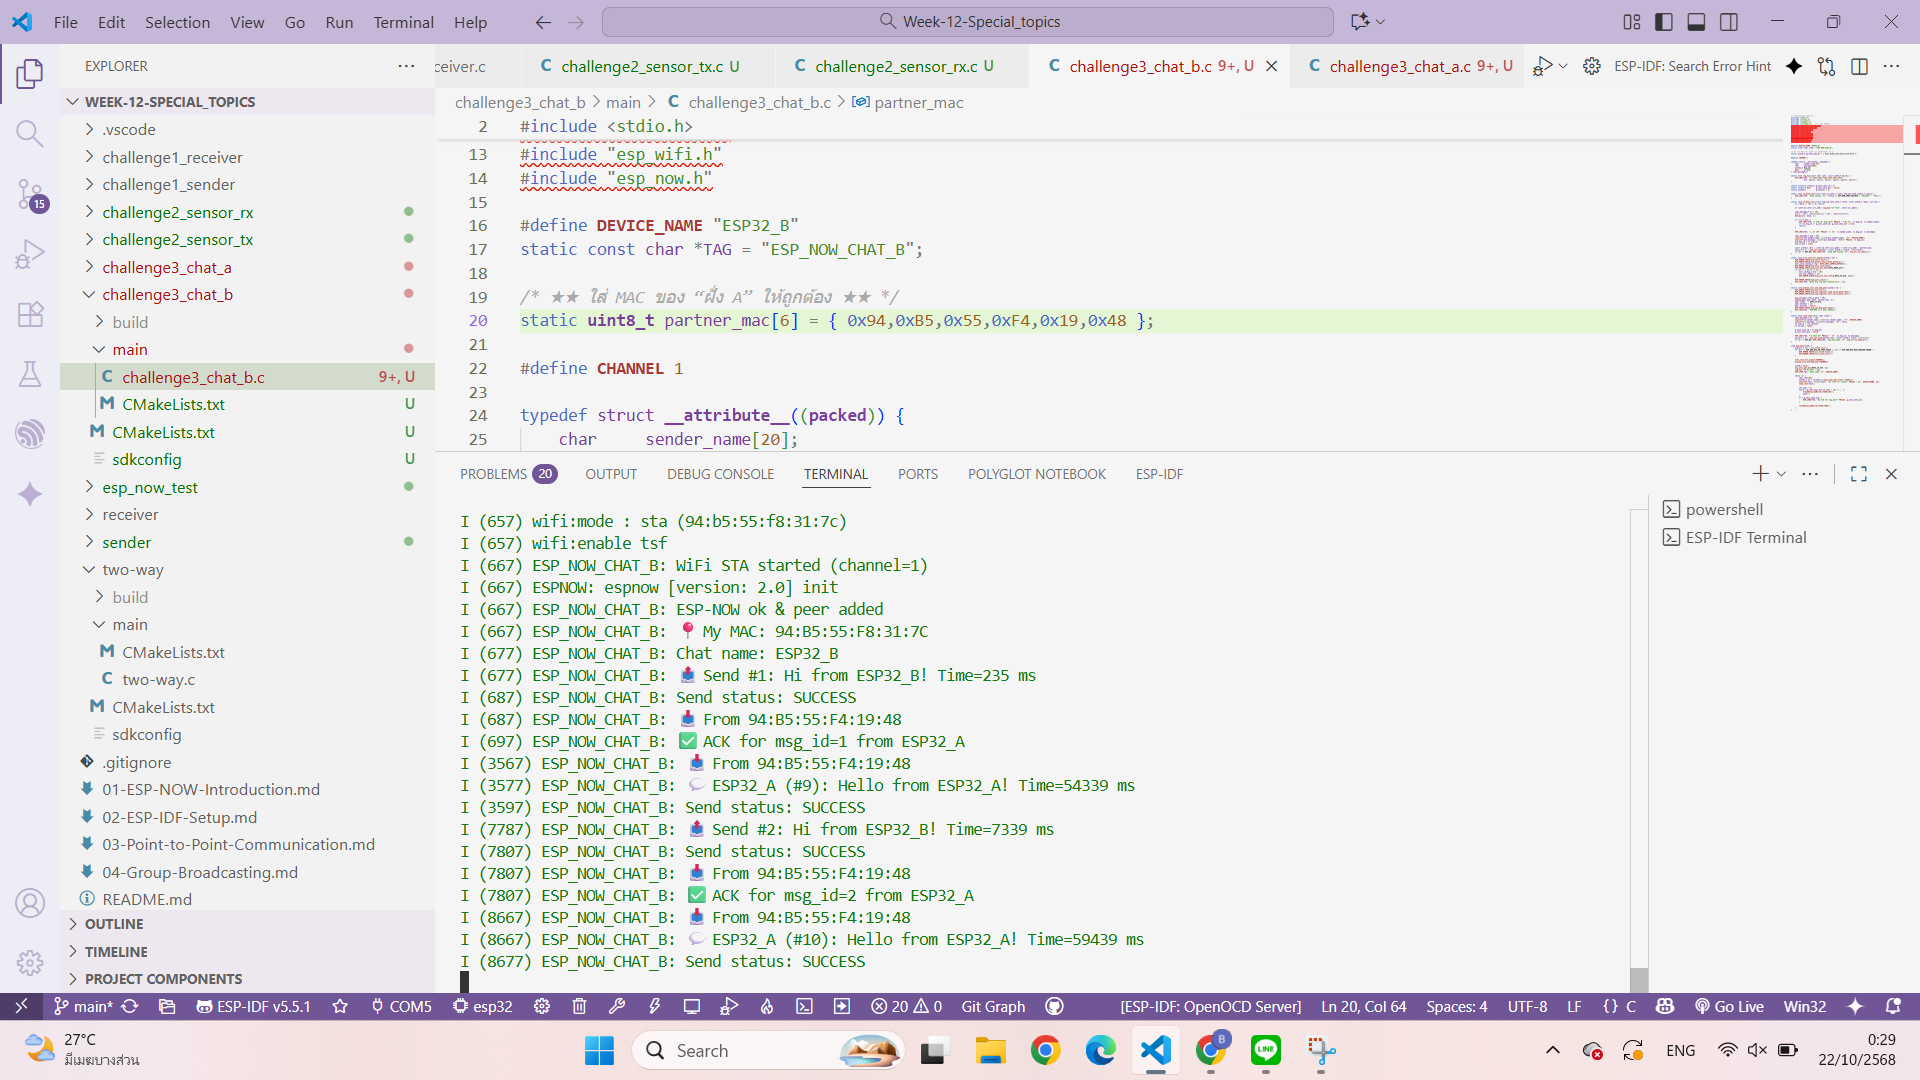 File Edit Selection View Go Run Terminal Help
Week-12-Special_topics
EXPLORER
WEEK-12-SPECIAL_TOPICS
.vscode
challenge1_receiver
challenge1_sender
challenge2_sensor_rx
challenge2_sensor_tx
challenge3_chat_a
challenge3_chat_b
build
main
C challenge3_chat_b.c 9+, U
M CMakeLists.txt U
M CMakeLists.txt U
sdkconfig U
esp_now_test
receiver
sender
two-way
build
main
M CMakeLists.txt
C two-way.c
M CMakeLists.txt
sdkconfig
.gitignore
01-ESP-NOW-Introduction.md
02-ESP-IDF-Setup.md
03-Point-to-Point-Communication.md
04-Group-Broadcasting.md
README.md
OUTLINE
TIMELINE
PROJECT COMPONENTS
15
ceiver.c
C challenge2_sensor_tx.c U
C challenge2_sensor_rx.c U
C challenge3_chat_b.c 9+, U
C challenge3_chat_a.c 9+, U
ESP-IDF: Search Error Hint
challenge3_chat_b > main > C challenge3_chat_b.c > partner_mac
2 #include <stdio.h>
13 #include "esp_wifi.h"
14 #include "esp_now.h"
15
16 #define DEVICE_NAME "ESP32_B"
17 static const char *TAG = "ESP_NOW_CHAT_B";
18
19 /* ★★ ใส่ MAC ของ “ฝั่ง A” ให้ถูกต้อง ★★ */
20 static uint8_t partner_mac[6] = { 0x94,0xB5,0x55,0xF4,0x19,0x48 };
21
22 #define CHANNEL 1
23
24 typedef struct __attribute__((packed)) {
25 char sender_name[20];
PROBLEMS 20 OUTPUT DEBUG CONSOLE TERMINAL PORTS POLYGLOT NOTEBOOK ESP-IDF
powershell
ESP-IDF Terminal
I (657) wifi:mode : sta (94:b5:55:f8:31:7c)
I (657) wifi:enable tsf
I (667) ESP_NOW_CHAT_B: WiFi STA started (channel=1)
I (667) ESPNOW: espnow [version: 2.0] init
I (667) ESP_NOW_CHAT_B: ESP-NOW ok & peer added
I (667) ESP_NOW_CHAT_B: 📍 My MAC: 94:B5:55:F8:31:7C
I (677) ESP_NOW_CHAT_B: Chat name: ESP32_B
I (677) ESP_NOW_CHAT_B: 📤 Send #1: Hi from ESP32_B! Time=235 ms
I (687) ESP_NOW_CHAT_B: Send status: SUCCESS
I (687) ESP_NOW_CHAT_B: 📥 From 94:B5:55:F4:19:48
I (697) ESP_NOW_CHAT_B: ✅ ACK for msg_id=1 from ESP32_A
I (3567) ESP_NOW_CHAT_B: 📥 From 94:B5:55:F4:19:48
I (3577) ESP_NOW_CHAT_B: 💬 ESP32_A (#9): Hello from ESP32_A! Time=54339 ms
I (3597) ESP_NOW_CHAT_B: Send status: SUCCESS
I (7787) ESP_NOW_CHAT_B: 📤 Send #2: Hi from ESP32_B! Time=7339 ms
I (7807) ESP_NOW_CHAT_B: Send status: SUCCESS
I (7807) ESP_NOW_CHAT_B: 📥 From 94:B5:55:F4:19:48
I (7807) ESP_NOW_CHAT_B: ✅ ACK for msg_id=2 from ESP32_A
I (8667) ESP_NOW_CHAT_B: 📥 From 94:B5:55:F4:19:48
I (8667) ESP_NOW_CHAT_B: 💬 ESP32_A (#10): Hello from ESP32_A! Time=59439 ms
I (8677) ESP_NOW_CHAT_B: Send status: SUCCESS
main* ESP-IDF v5.5.1 COM5 esp32 20 0 Git Graph [ESP-IDF: OpenOCD Server] Ln 20, Col 64 Spaces: 4 UTF-8 LF {} C Go Live Win32
27°C
มีเมฆบางส่วน
Search
B
LINE
ENG
0:29
22/10/2568